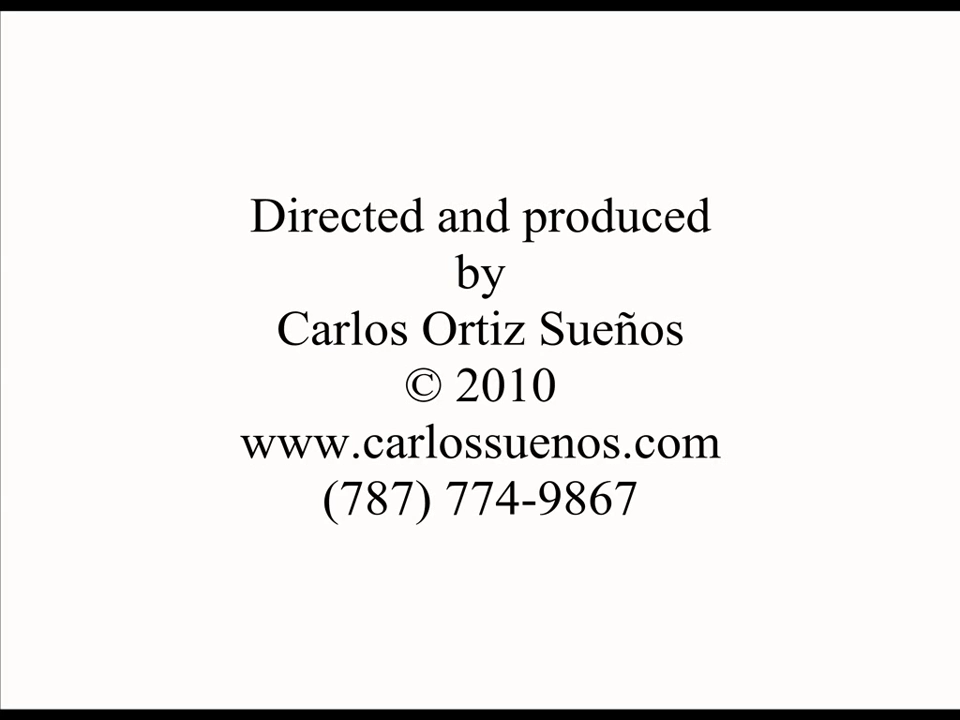 Directed and produced
by
Carlos Ortiz Sueños
© 2010
www.carlossuenos.com
(787) 774-9867